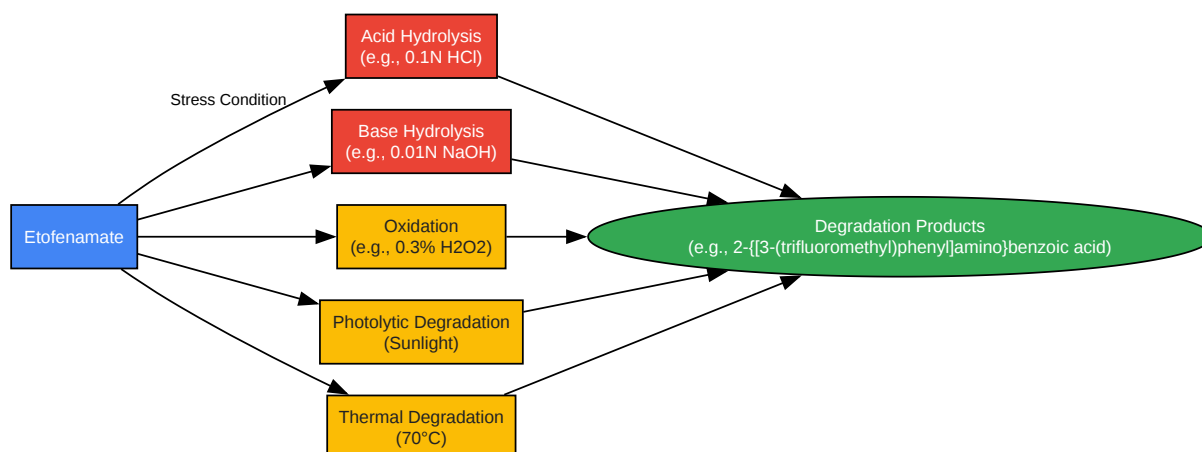 Acid Hydrolysis
(e.g., 0.1N HCl)
Stress Condition
Base Hydrolysis
(e.g., 0.01N NaOH)
Etofenamate
Oxidation
(e.g., 0.3% H2O2)
Degradation Products
(e.g., 2-{[3-(trifluoromethyl)phenyl]amino}benzoic acid)
Photolytic Degradation
(Sunlight)
Thermal Degradation
(70°C)